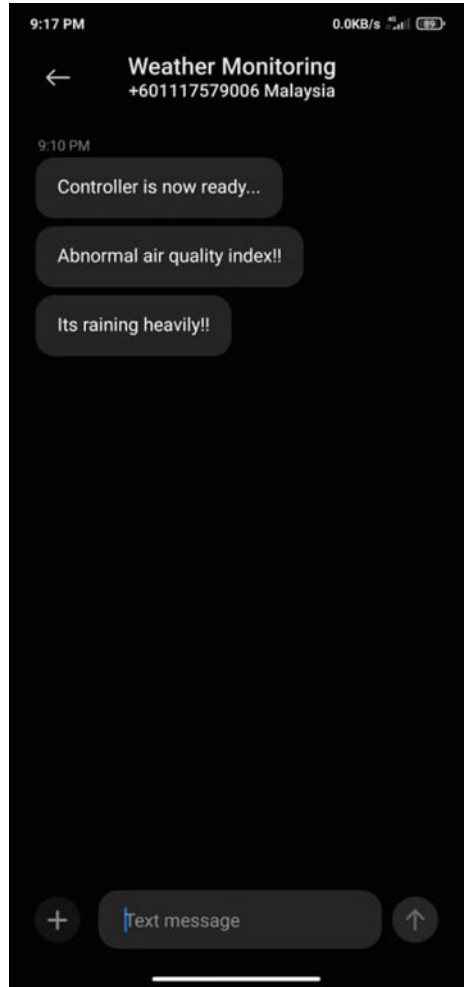 9:17 PM 0.0KB/s 4G 89
Weather Monitoring
+601117579006 Malaysia
9:10 PM
Controller is now ready...
Abnormal air quality index!!
Its raining heavily!!
Text message